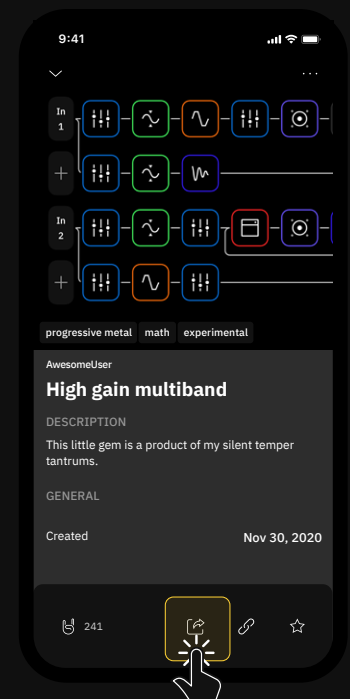 9:41
In
1
In
2
progressive metal math experimental
AwesomeUser
High gain multiband
DESCRIPTION
This little gem is a product of my silent temper
tantrums.
GENERAL
Created Nov 30, 2020
241